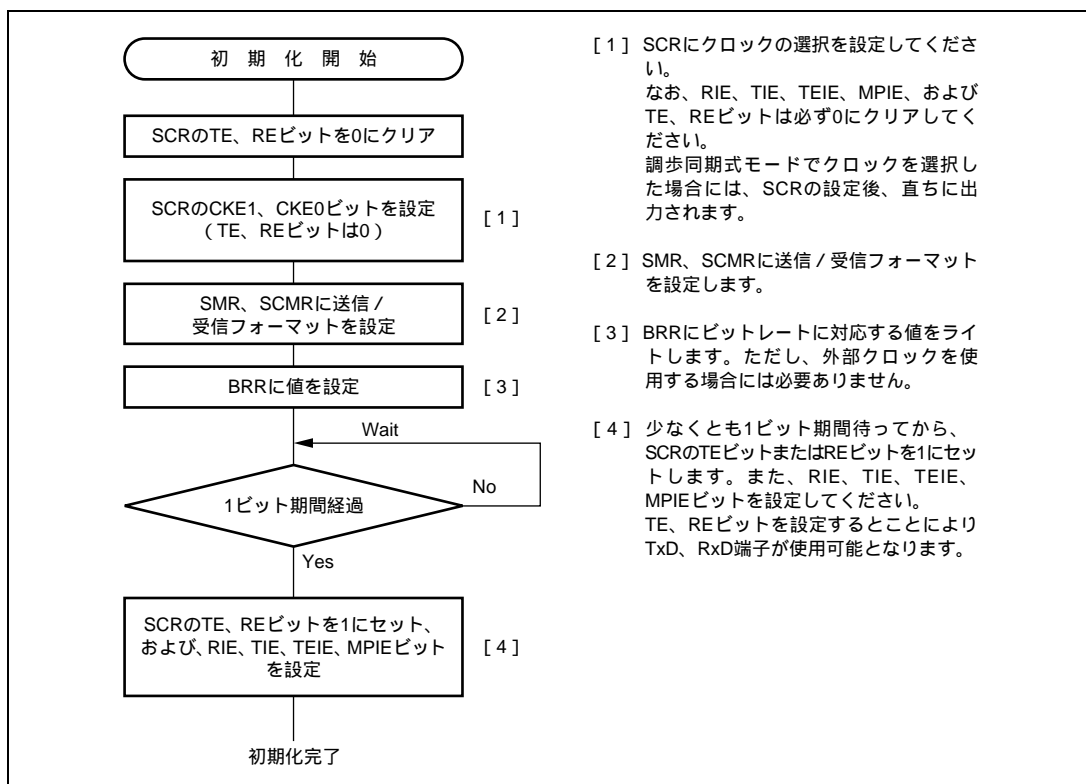 初 期 化 開 始
SCRのTE、REビットを0にクリア
SCRのCKE1、CKE0ビットを設定
(TE、REビットは0)
[1]
SMR、SCMRに送信/
受信フォーマットを設定
[2]
BRRに値を設定
[3]
Wait
1ビット期間経過
No
Yes
SCRのTE、REビットを1にセット、
および、RIE、TIE、TEIE、MPIEビット
を設定
[4]
初期化完了
[1] SCRにクロックの選択を設定してくださ
い。
なお、RIE、TIE、TEIE、MPIE、および
TE、REビットは必ず0にクリアしてく
ださい。
調歩同期式モードでクロックを選択し
た場合には、SCRの設定後、直ちに出
力されます。
[2] SMR、SCMRに送信/受信フォーマット
を設定します。
[3] BRRにビットレートに対応する値をライ
トします。ただし、外部クロックを使
用する場合には必要ありません。
[4] 少なくとも1ビット期間待ってから、
SCRのTEビットまたはREビットを1にセッ
トします。また、RIE、TIE、TEIE、
MPIEビットを設定してください。
TE、REビットを設定するとことにより
TxD、RxD端子が使用可能となります。